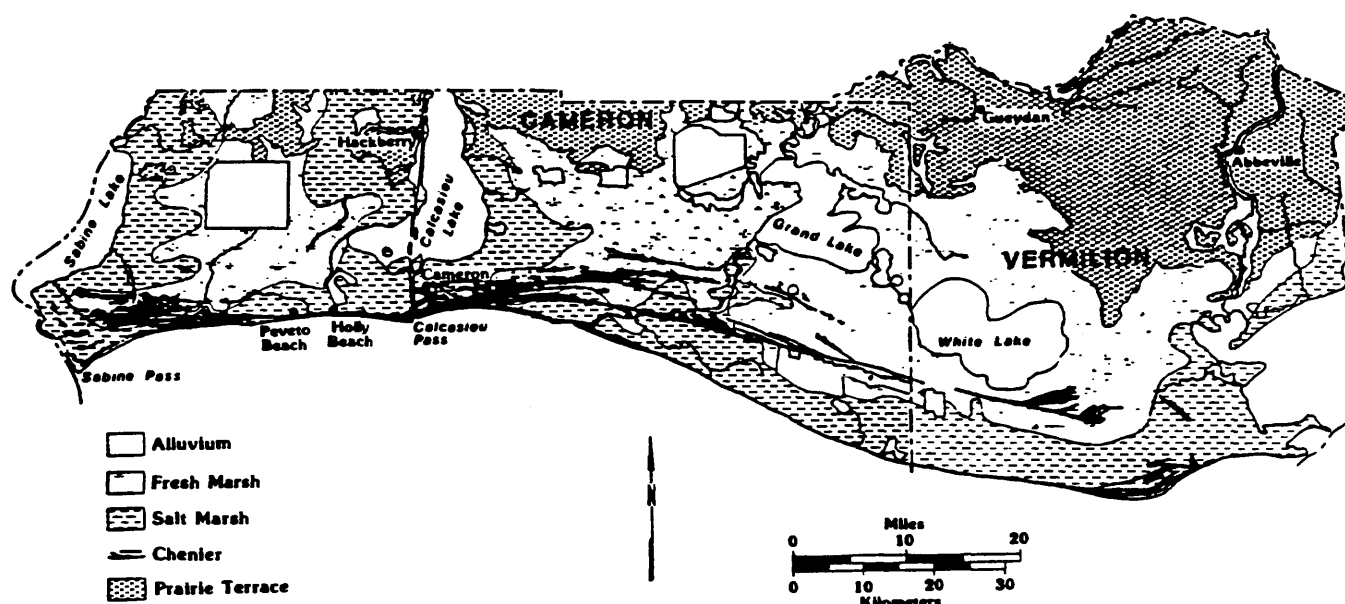 CAMERON
Hackberry
Gueydan
Abbeville
Sabine Lake
Calcasieu
Lake
Grand Lake
VERMILION
Cameron
White Lake
Peveto
Beach
Holly
Beach
Calcasieu
Pass
Sabine Pass
Alluvium
Fresh Marsh
Salt Marsh
Chenier
Prairie Terrace
N
Miles
0 10 20
0 10 20 30
Kilometers